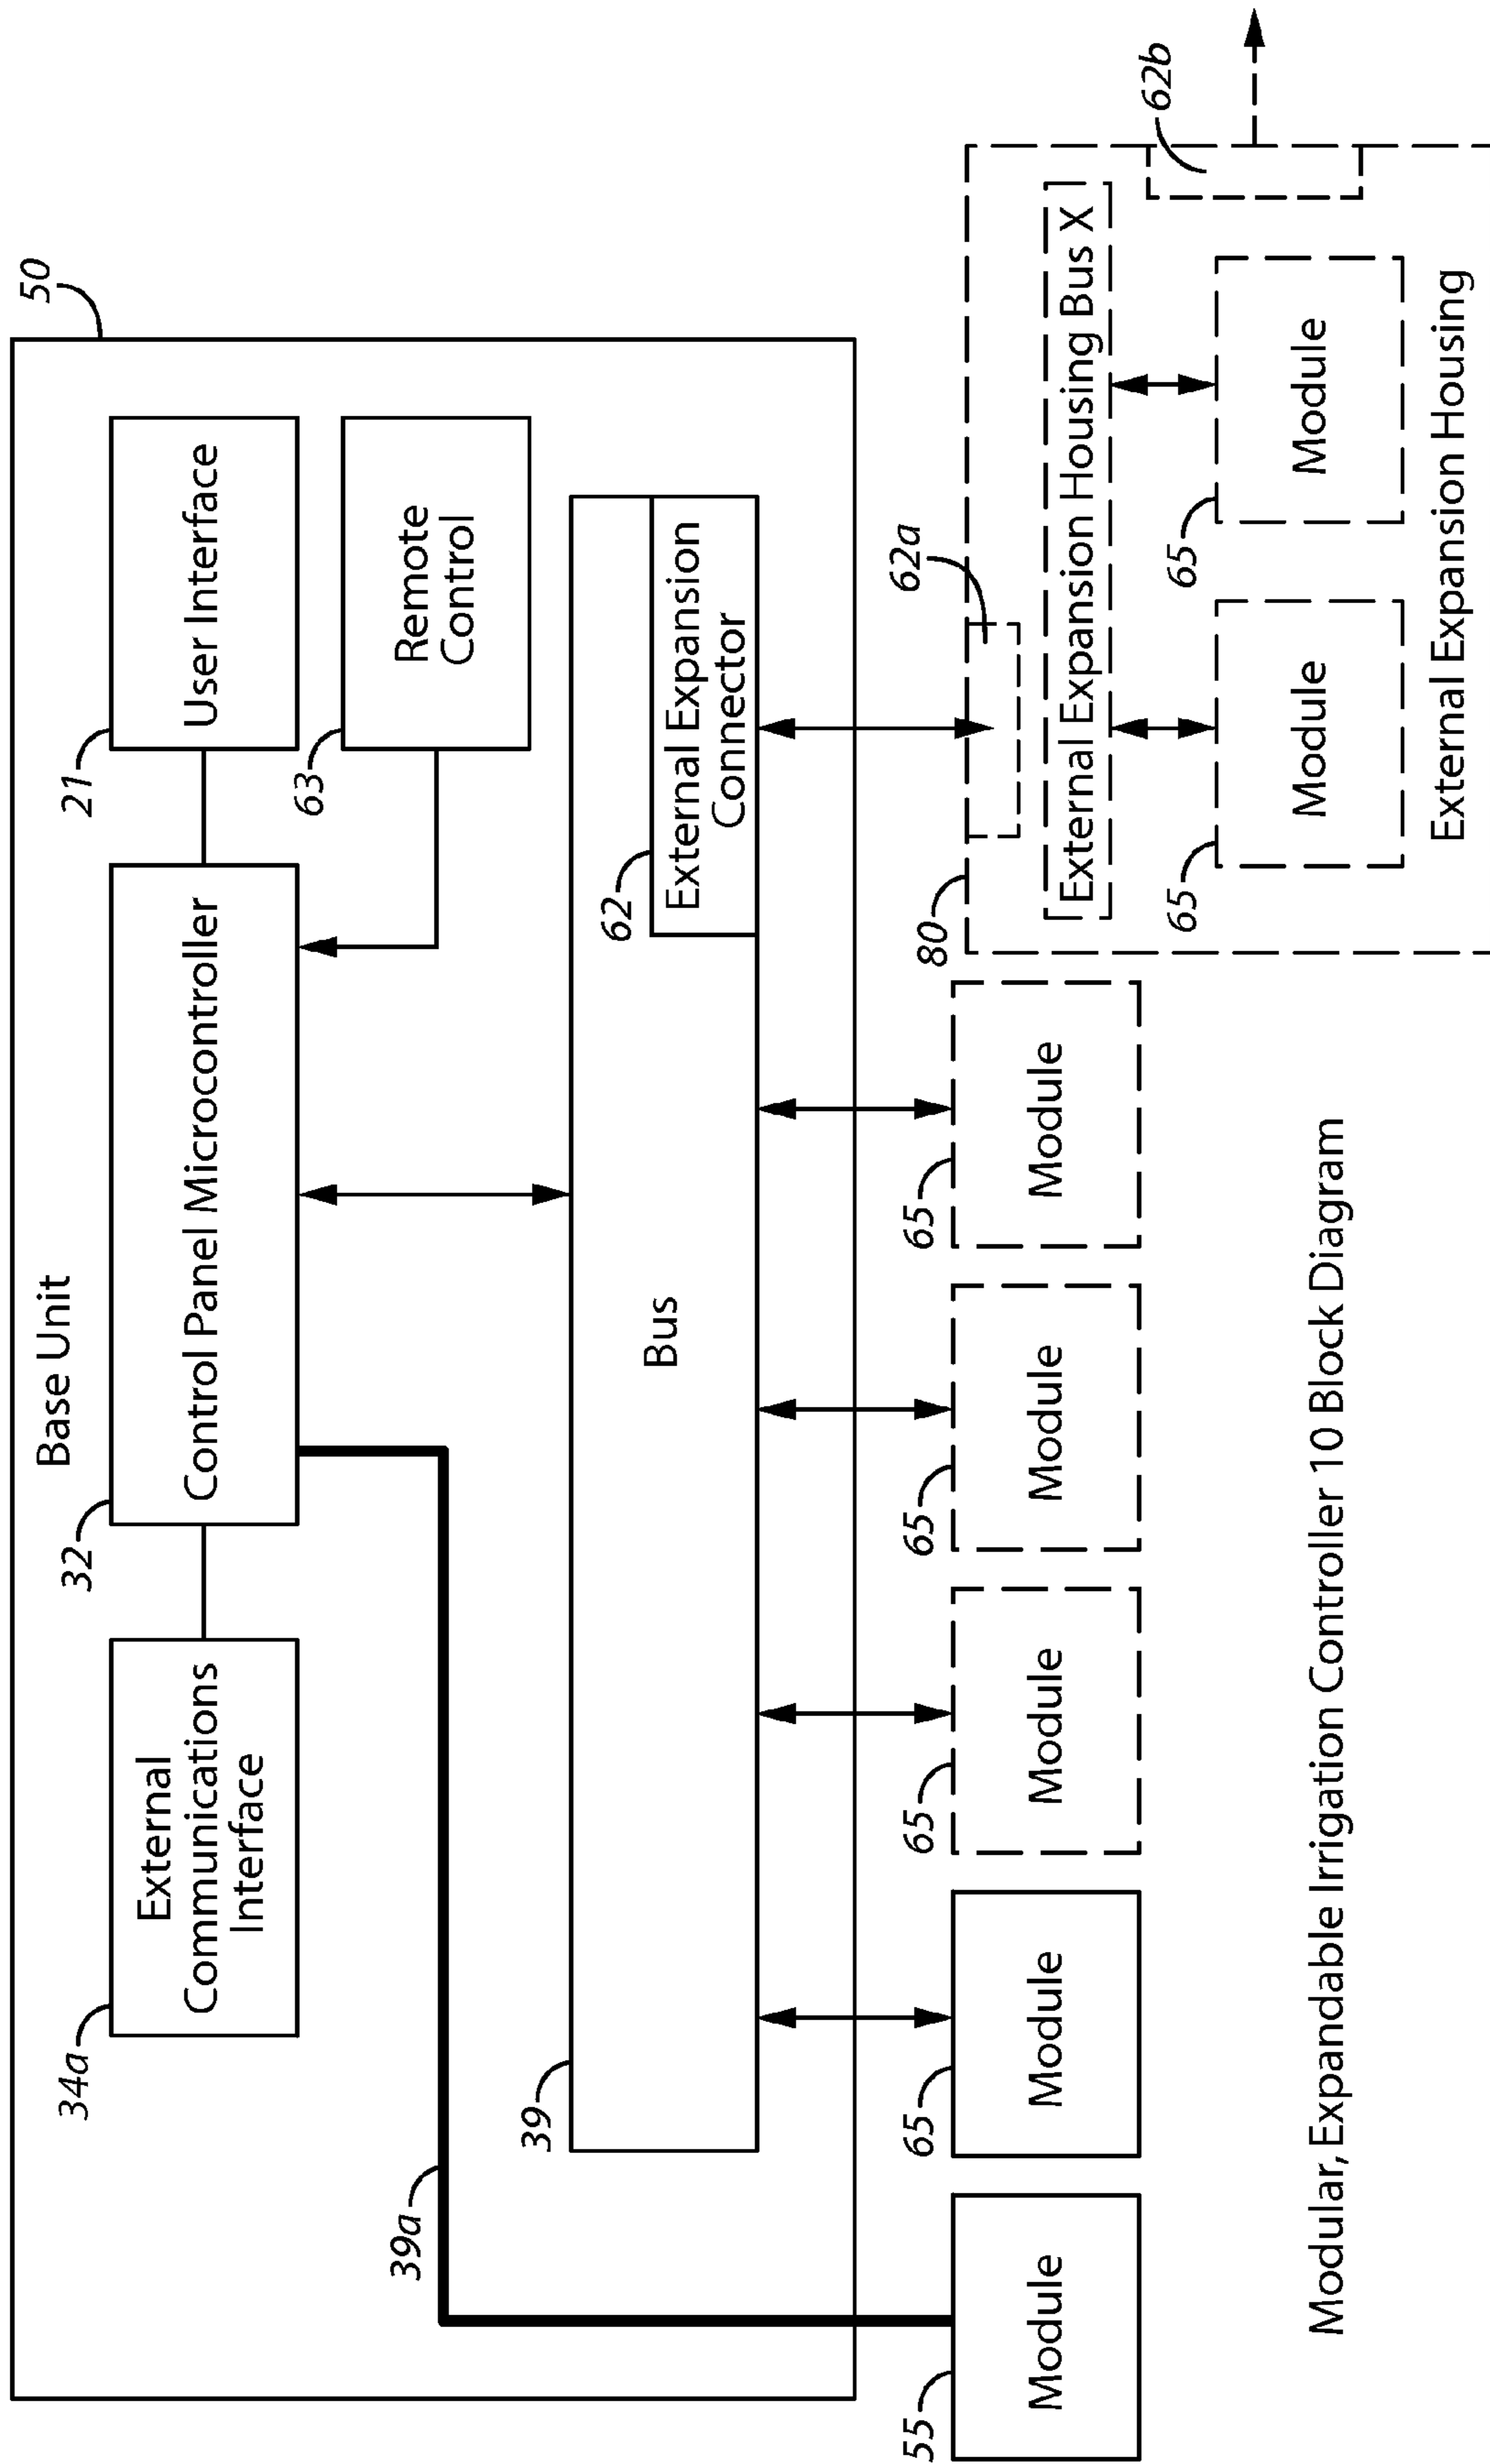 50
Base Unit
34a
External
Communications
Interface
32
Control Panel Microcontroller
21
User Interface
63
Remote
Control
39a
39
Bus
62
External Expansion
Connector
55
Module
65
Module
65
Module
65
Module
65
Module
80
62a
External Expansion Housing Bus X
62b
65
Module
65
Module
External Expansion Housing
Modular, Expandable Irrigation Controller 10 Block Diagram